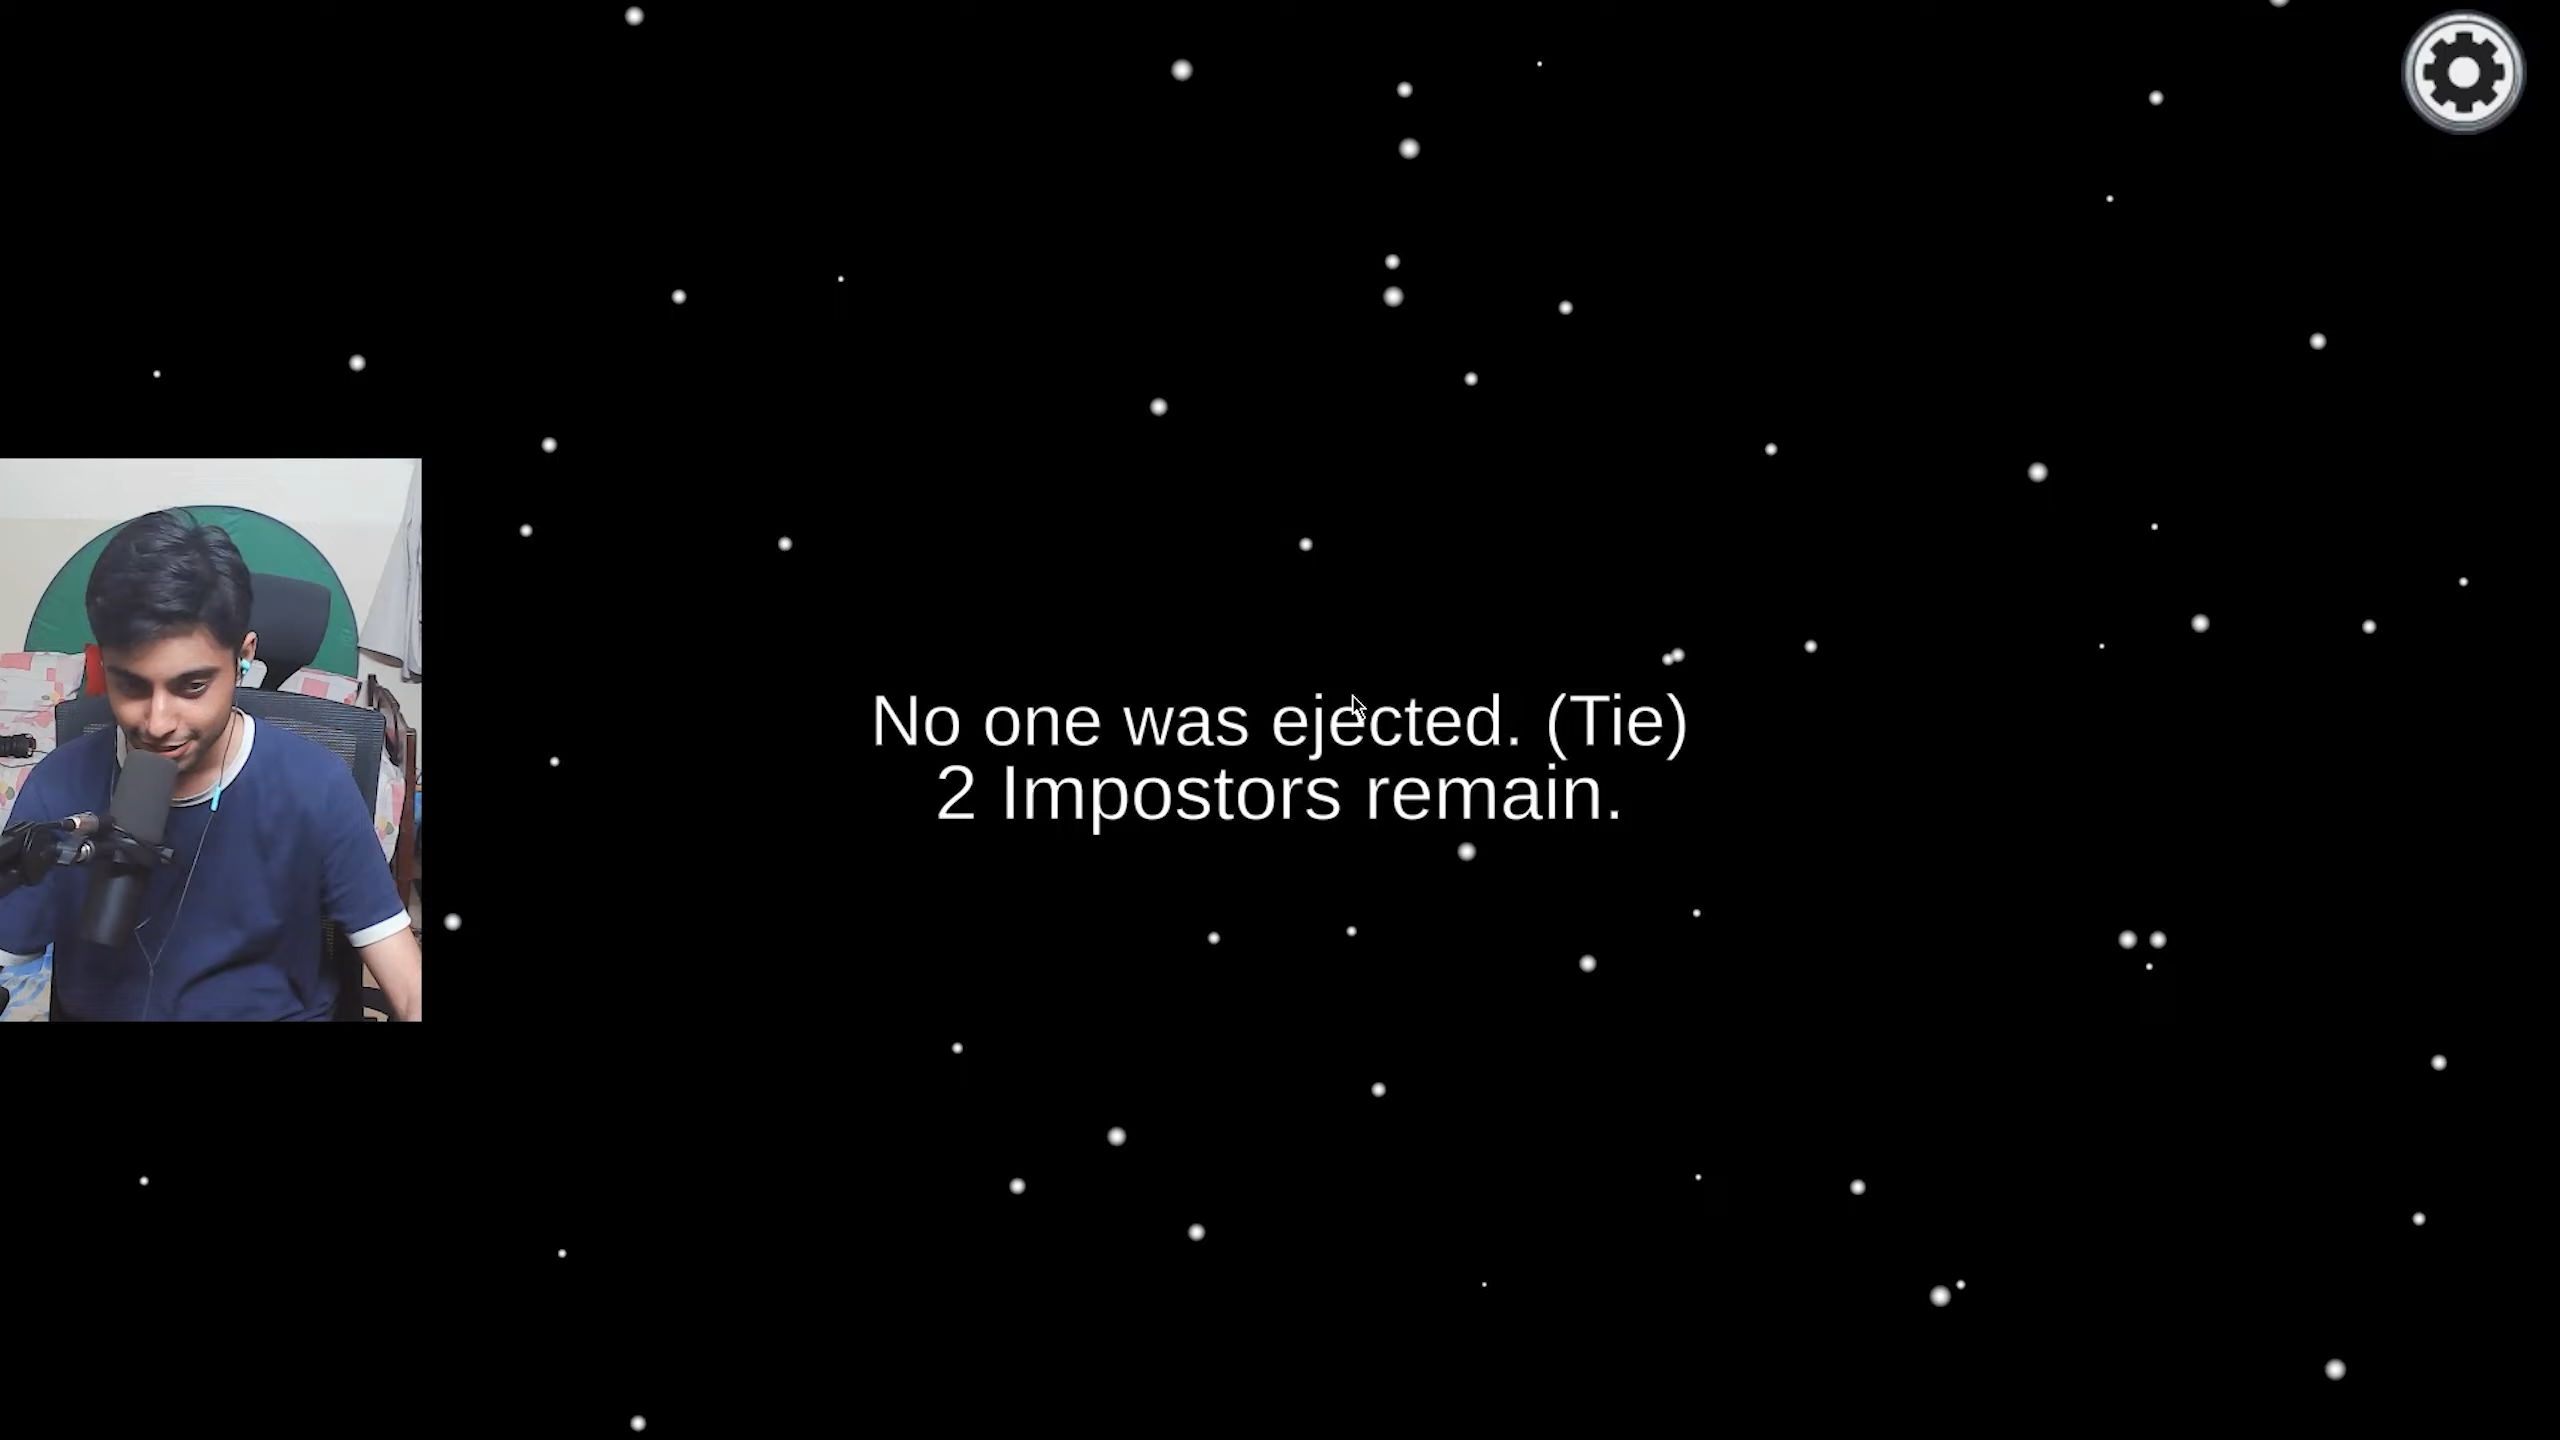 No one was ejected. (Tie)
2 Impostors remain.